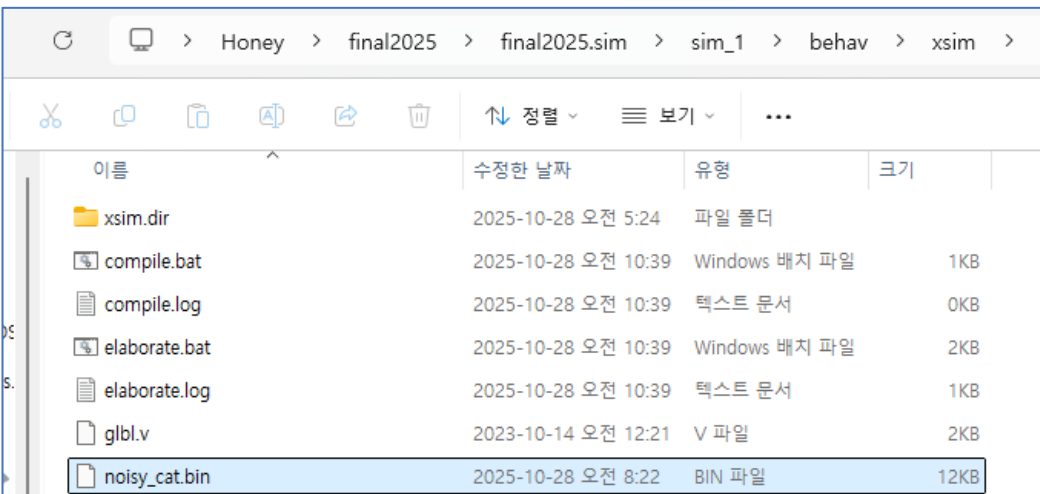 Honey > final2025 > final2025.sim > sim_1 > behav > xsim >
정렬 보기 ...
이름 수정한 날짜 유형 크기
xsim.dir 2025-10-28 오전 5:24 파일 폴더
compile.bat 2025-10-28 오전 10:39 Windows 배치 파일 1KB
compile.log 2025-10-28 오전 10:39 텍스트 문서 0KB
elaborate.bat 2025-10-28 오전 10:39 Windows 배치 파일 2KB
elaborate.log 2025-10-28 오전 10:39 텍스트 문서 1KB
glbl.v 2023-10-14 오전 12:21 V 파일 2KB
noisy_cat.bin 2025-10-28 오전 8:22 BIN 파일 12KB